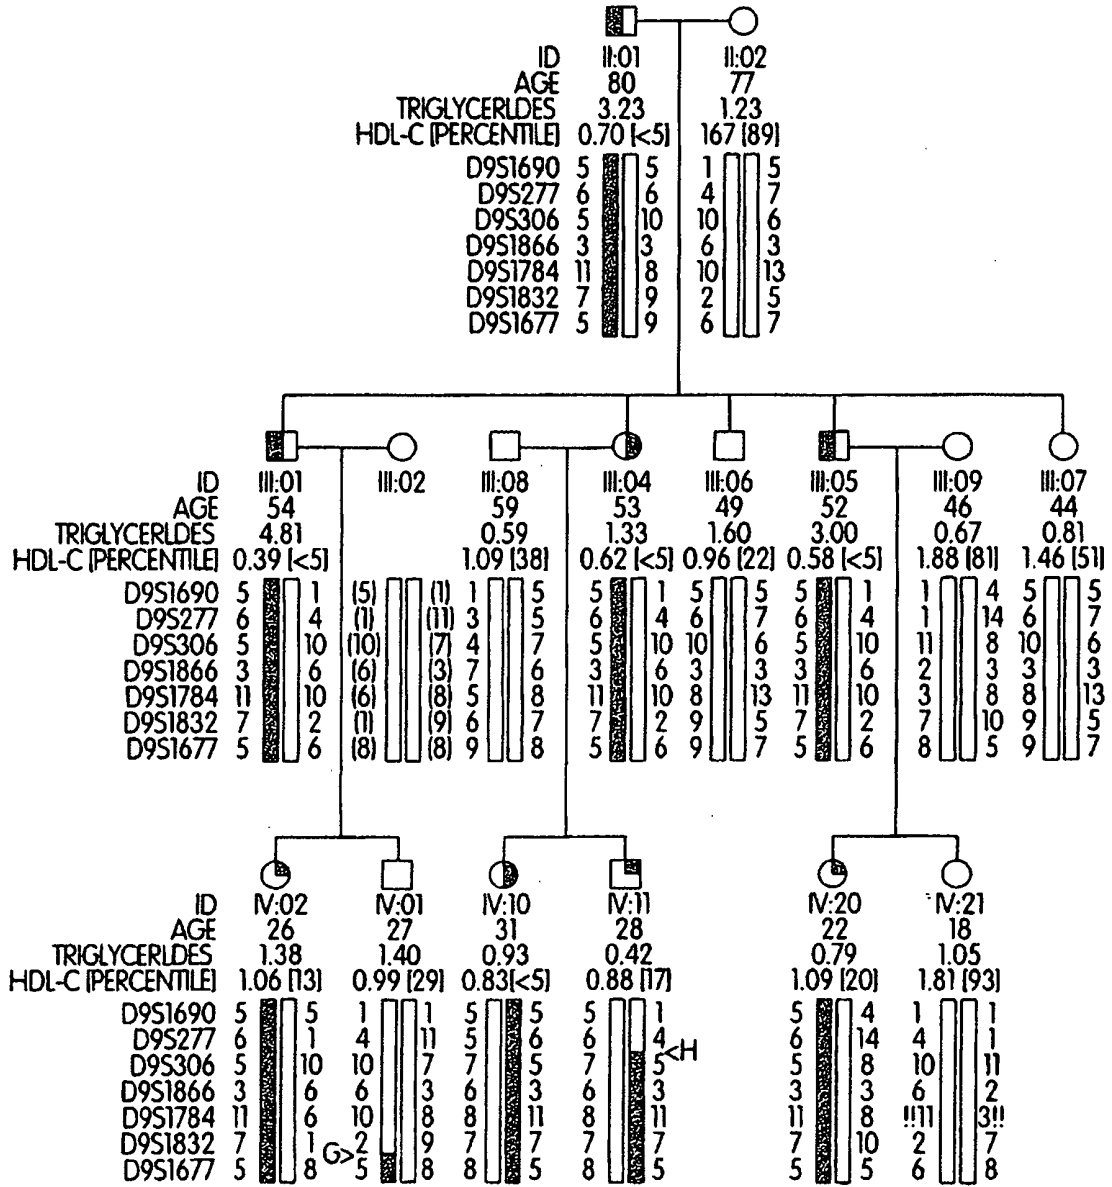 ID II:01 II:02
AGE 80 77
TRIGLYCERLDES 3.23 1.23
HDL-C [PERCENTILE] 0.70 [<5] 167 [89]
D9S1690 5 5 1 5
D9S277 6 6 4 7
D9S306 5 10 10 6
D9S1866 3 3 6 3
D9S1784 11 8 10 13
D9S1832 7 9 2 5
D9S1677 5 9 6 7
ID III:01 III:02 III:08 III:04 III:06 III:05 III:09 III:07
AGE 54 59 53 49 52 46 44
TRIGLYCERLDES 4.81 0.59 1.33 1.60 3.00 0.67 0.81
HDL-C [PERCENTILE] 0.39 [<5] 1.09 [38] 0.62 [<5] 0.96 [22] 0.58 [<5] 1.88 [81] 1.46 [51]
D9S1690 5 1 (5) (1) 1 5 5 1 5 5 5 1 1 4 5 5
D9S277 6 4 (1) (11) 3 5 6 4 6 7 6 4 1 14 6 7
D9S306 5 10 (10) (7) 4 7 5 10 10 6 5 10 11 8 10 6
D9S1866 3 6 (6) (3) 7 6 3 6 3 3 3 6 2 3 3 3
D9S1784 11 10 (6) (8) 5 8 11 10 8 13 11 10 3 8 8 13
D9S1832 7 2 (1) (9) 6 7 7 2 9 5 7 2 7 10 9 5
D9S1677 5 6 (8) (8) 9 8 5 6 9 7 5 6 8 5 9 7
ID IV:02 IV:01 IV:10 IV:11 IV:20 IV:21
AGE 26 27 31 28 22 18
TRIGLYCERLDES 1.38 1.40 0.93 0.42 0.79 1.05
HDL-C [PERCENTILE] 1.06 [13] 0.99 [29] 0.83[<5] 0.88 [17] 1.09 [20] 1.81 [93]
D9S1690 5 5 1 1 5 5 5 1 5 4 1 1
D9S277 6 1 4 11 5 6 6 4 6 14 4 1
<H
D9S306 5 10 10 7 7 5 7 5 5 8 10 11
D9S1866 3 6 6 3 6 3 6 3 3 3 6 2
D9S1784 11 6 10 8 8 11 8 11 11 8 !!11 3!!
D9S1832 7 1 2 9 7 7 7 7 7 10 2 7
G>
D9S1677 5 8 5 8 8 5 8 5 5 5 6 8